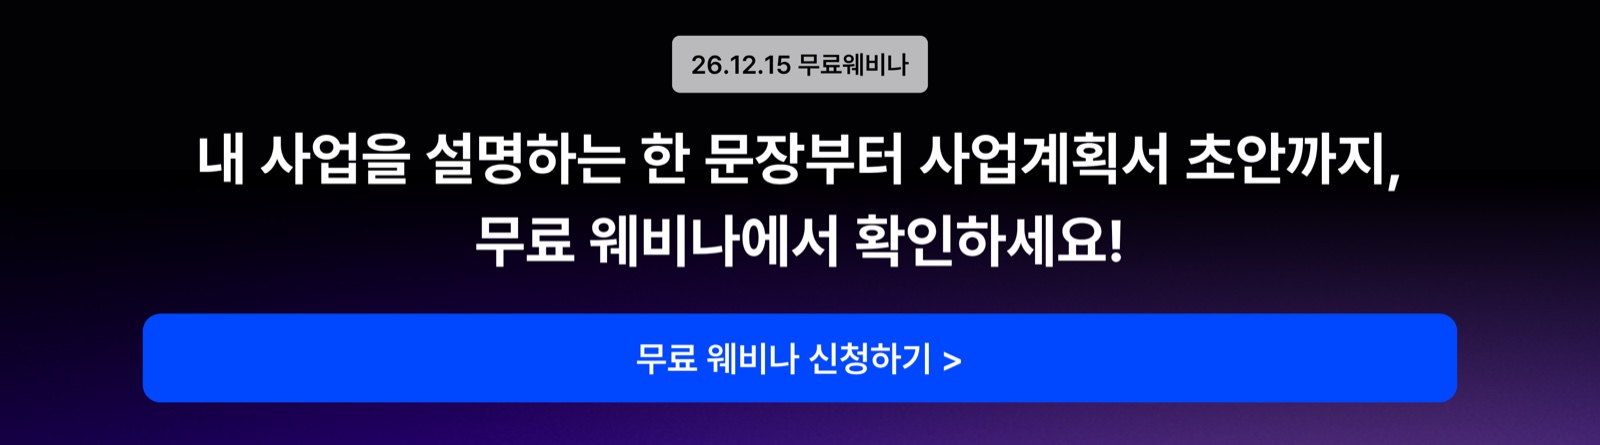 26.12.15 무료웨비나
내 사업을 설명하는 한 문장부터 사업계획서 초안까지,
무료 웨비나에서 확인하세요!
무료 웨비나 신청하기 >